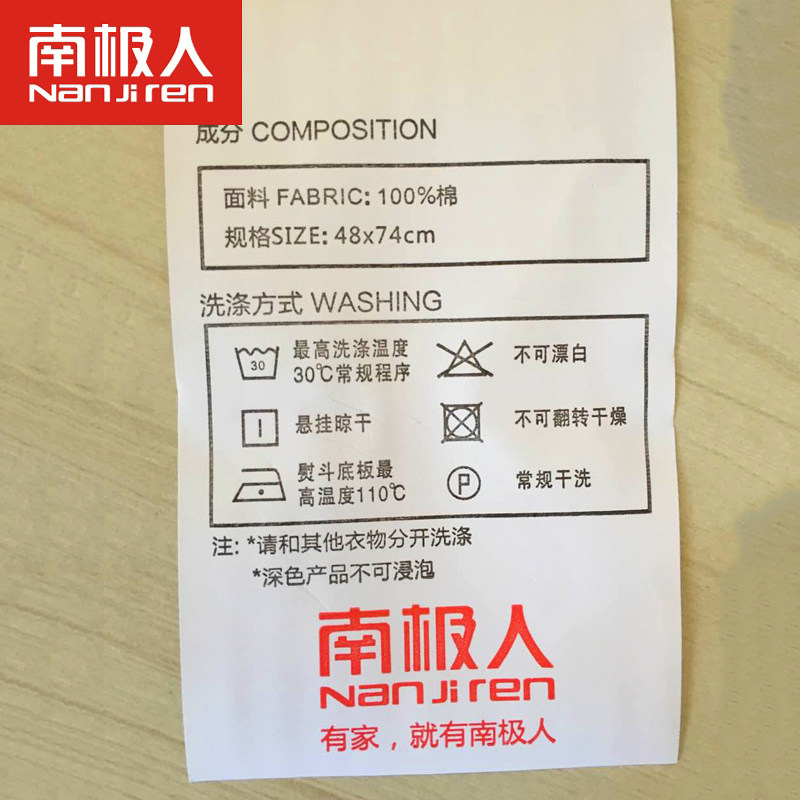 南极人
NanJiren
成分 COMPOSITION
面料 FABRIC: 100%棉
规格SIZE: 48x74cm
洗涤方式 WASHING
30
最高洗涤温度
30℃常规程序
不可漂白
悬挂晾干
不可翻转干燥
熨斗底板最
高温度110℃
P
常规干洗
注: *请和其他衣物分开洗涤
*深色产品不可浸泡
南极人
NanJiren
有家，就有南极人